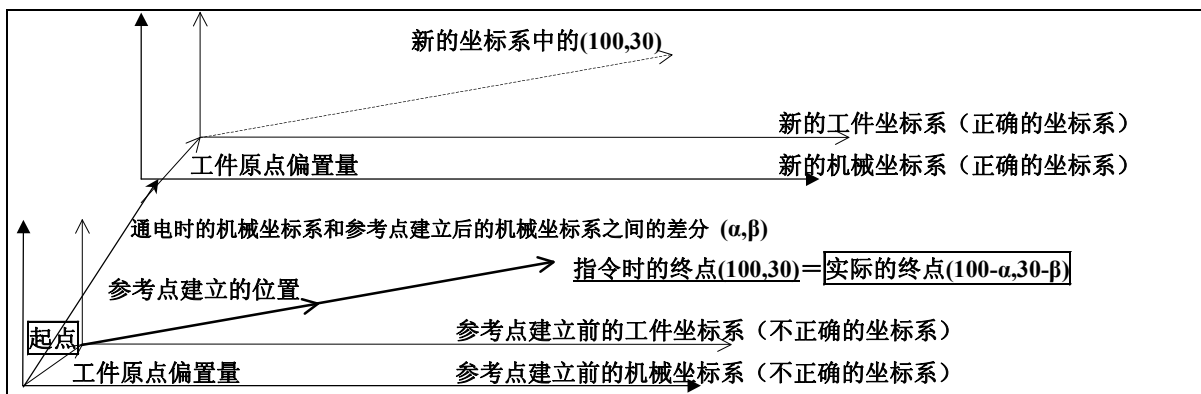 新的坐标系中的(100,30)
新的工件坐标系（正确的坐标系）
工件原点偏置量
新的机械坐标系（正确的坐标系）
通电时的机械坐标系和参考点建立后的机械坐标系之间的差分 (α,β)
指令时的终点(100,30)＝实际的终点(100-α,30-β)
参考点建立的位置
起点
参考点建立前的工件坐标系（不正确的坐标系）
工件原点偏置量
参考点建立前的机械坐标系（不正确的坐标系）